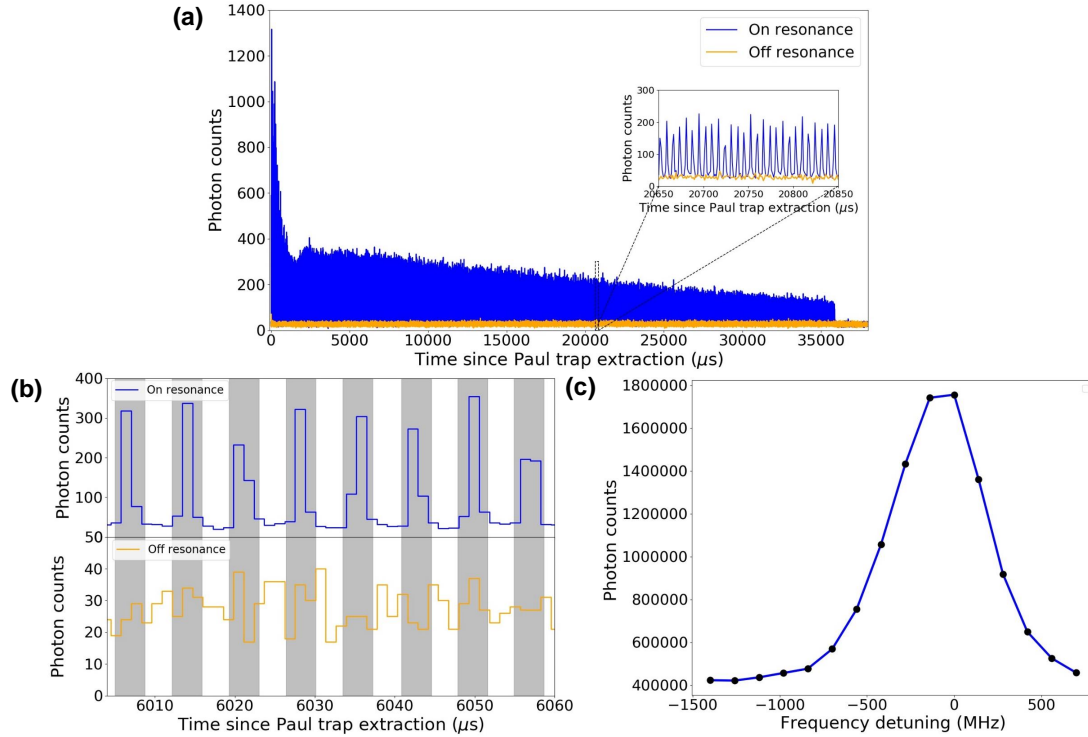 (a)
1400
1200
1000
800
600
400
200
0
Photon counts
On resonance
Off resonance
300
200
100
0
Photon counts
20650 20700 20750 20800 20850
Time since Paul trap extraction (μs)
0 5000 10000 15000 20000 25000 30000 35000
Time since Paul trap extraction (μs)
(b)
400
300
200
100
50
Photon counts
On resonance
Off resonance
40
30
20
10
0
Photon counts
6010 6020 6030 6040 6050 6060
Time since Paul trap extraction (μs)
(c)
1800000
1600000
1400000
1200000
1000000
800000
600000
400000
Photon counts
−1500 −1000 −500 0 500
Frequency detuning (MHz)